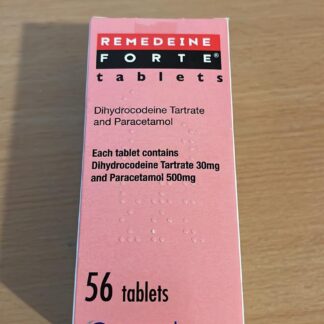 REMEDEINE
FORTE®
tablets
Dihydrocodeine Tartrate
and Paracetamol
Each tablet contains
Dihydrocodeine Tartrate 30mg
and Paracetamol 500mg
56 tablets